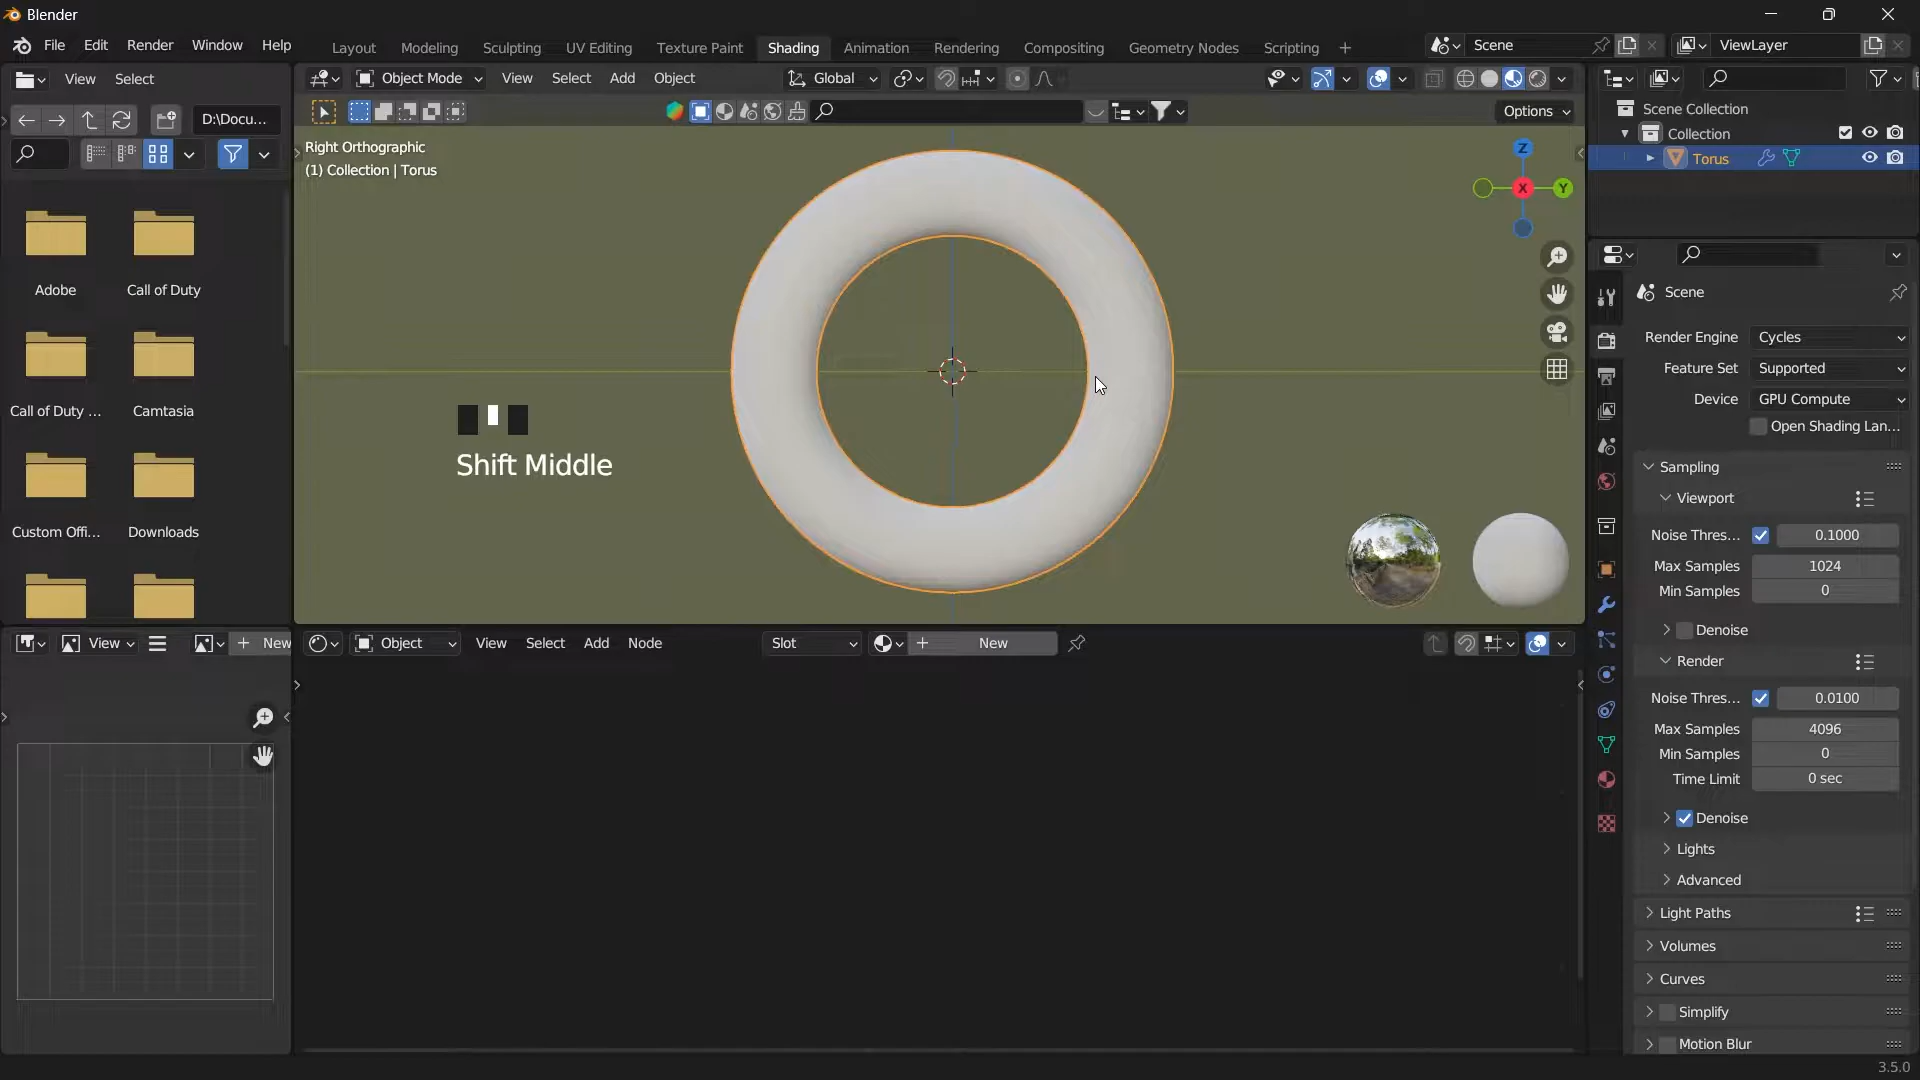 Blender
File Edit Render Window Help
Layout Modeling Sculpting UV Editing Texture Paint Shading Animation Rendering Compositing Geometry Nodes Scripting +
Scene
ViewLayer
View Select
D:\Docu...
Adobe
Call of Duty
Call of Duty ...
Camtasia
Custom Offi...
Downloads
Object Mode View Select Add Object
Global
Options
Right Orthographic
(1) Collection | Torus
Z
X
Y
Shift Middle
View
+ New
Object View Select Add Node
Slot
+ New
Scene Collection
Collection
Torus
Scene
Render Engine Cycles
Feature Set Supported
Device GPU Compute
Open Shading Lan...
Sampling
Viewport
Noise Thres... 0.1000
Max Samples 1024
Min Samples 0
Denoise
Render
Noise Thres... 0.0100
Max Samples 4096
Min Samples 0
Time Limit 0 sec
Denoise
Lights
Advanced
Light Paths
Volumes
Curves
Simplify
Motion Blur
3.5.0